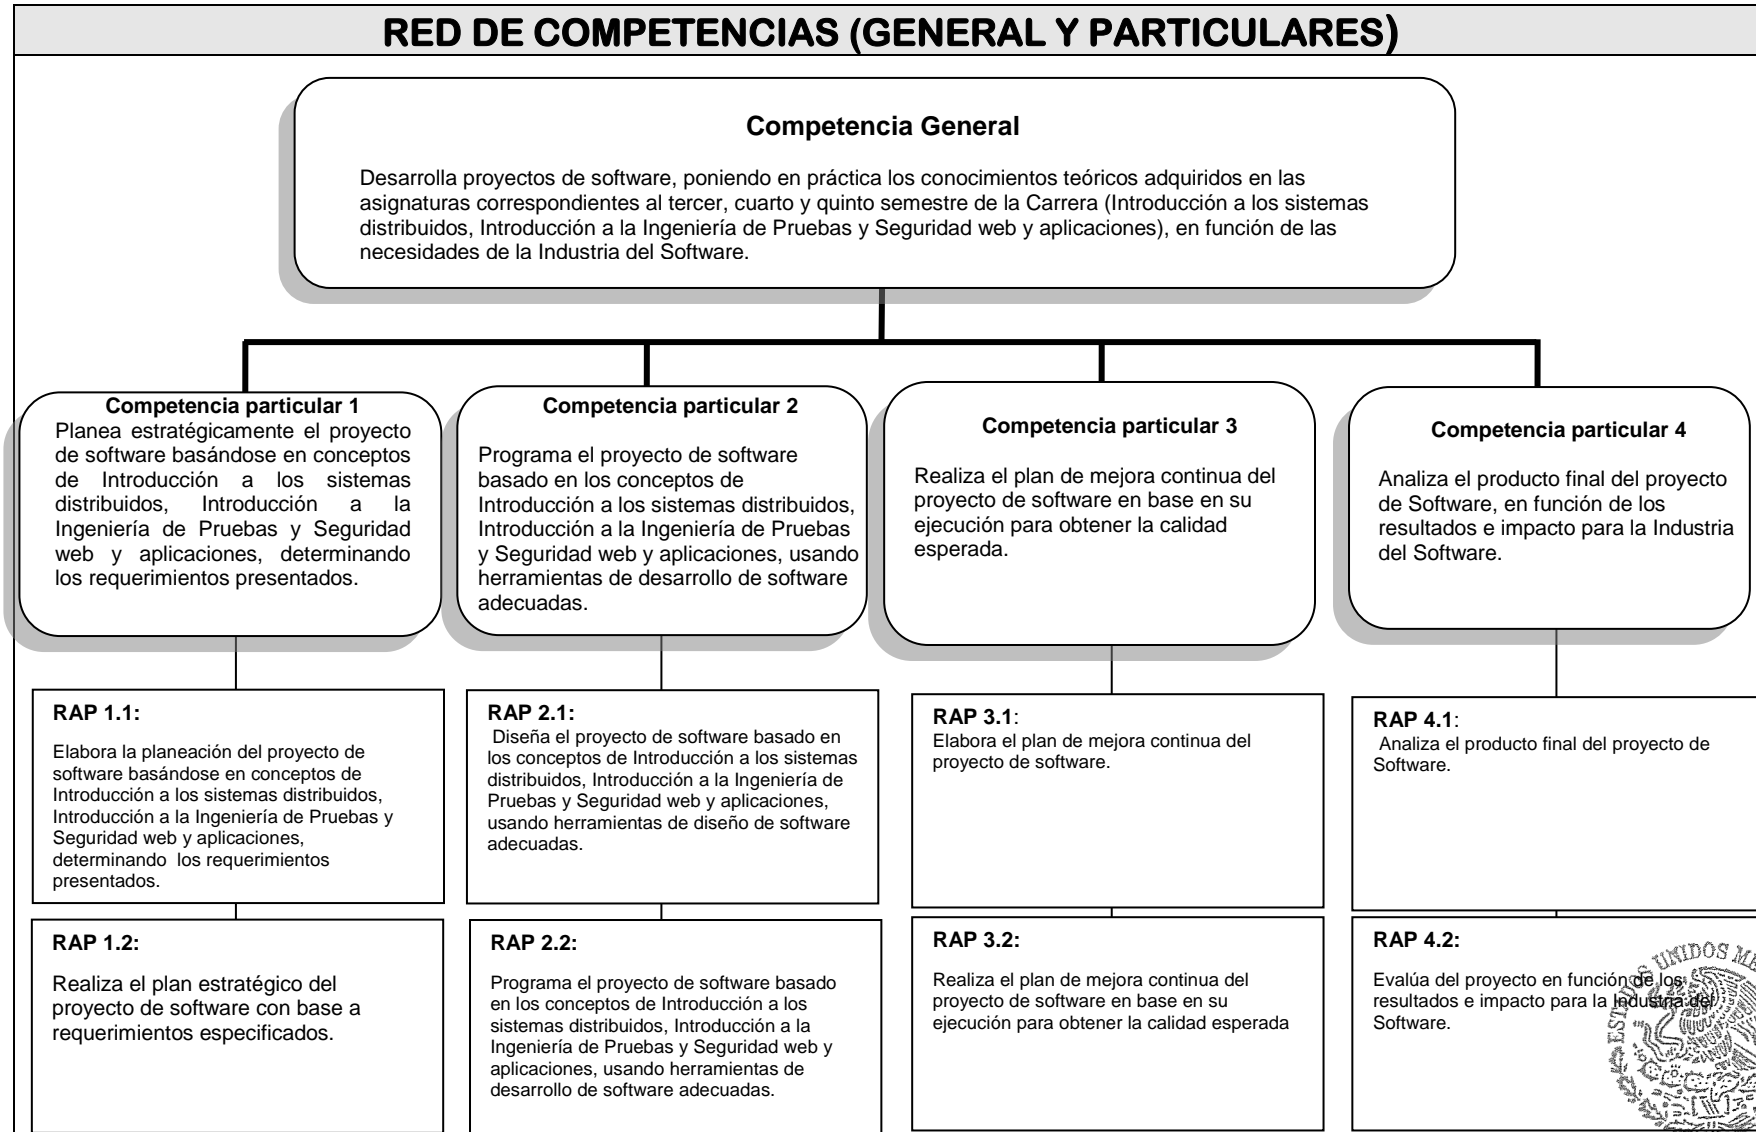 RED DE COMPETENCIAS (GENERAL Y PARTICULARES)
Competencia General
Desarrolla proyectos de software, poniendo en práctica los conocimientos teóricos adquiridos en las
asignaturas correspondientes al tercer, cuarto y quinto semestre de la Carrera (Introducción a los sistemas
distribuidos, Introducción a la Ingeniería de Pruebas y Seguridad web y aplicaciones), en función de las
necesidades de la Industria del Software.
Competencia particular 1
Planea estratégicamente el proyecto
de software basándose en conceptos
de Introducción a los sistemas
distribuidos, Introducción a la
Ingeniería de Pruebas y Seguridad
web y aplicaciones, determinando
los requerimientos presentados.
Competencia particular 2
Programa el proyecto de software
basado en los conceptos de
Introducción a los sistemas distribuidos,
Introducción a la Ingeniería de Pruebas
y Seguridad web y aplicaciones, usando
herramientas de desarrollo de software
adecuadas.
Competencia particular 3
Realiza el plan de mejora continua del
proyecto de software en base en su
ejecución para obtener la calidad
esperada.
Competencia particular 4
Analiza el producto final del proyecto
de Software, en función de los
resultados e impacto para la Industria
del Software.
RAP 1.1:
Elabora la planeación del proyecto de
software basándose en conceptos de
Introducción a los sistemas distribuidos,
Introducción a la Ingeniería de Pruebas y
Seguridad web y aplicaciones,
determinando los requerimientos
presentados.
RAP 2.1:
Diseña el proyecto de software basado en
los conceptos de Introducción a los sistemas
distribuidos, Introducción a la Ingeniería de
Pruebas y Seguridad web y aplicaciones,
usando herramientas de diseño de software
adecuadas.
RAP 3.1:
Elabora el plan de mejora continua del
proyecto de software.
RAP 4.1:
Analiza el producto final del proyecto de
Software.
RAP 1.2:
Realiza el plan estratégico del
proyecto de software con base a
requerimientos especificados.
RAP 2.2:
Programa el proyecto de software basado
en los conceptos de Introducción a los
sistemas distribuidos, Introducción a la
Ingeniería de Pruebas y Seguridad web y
aplicaciones, usando herramientas de
desarrollo de software adecuadas.
RAP 3.2:
Realiza el plan de mejora continua del
proyecto de software en base en su
ejecución para obtener la calidad esperada
RAP 4.2:
Evalúa del proyecto en función de los
resultados e impacto para la Industria del
Software.
UNIDOS